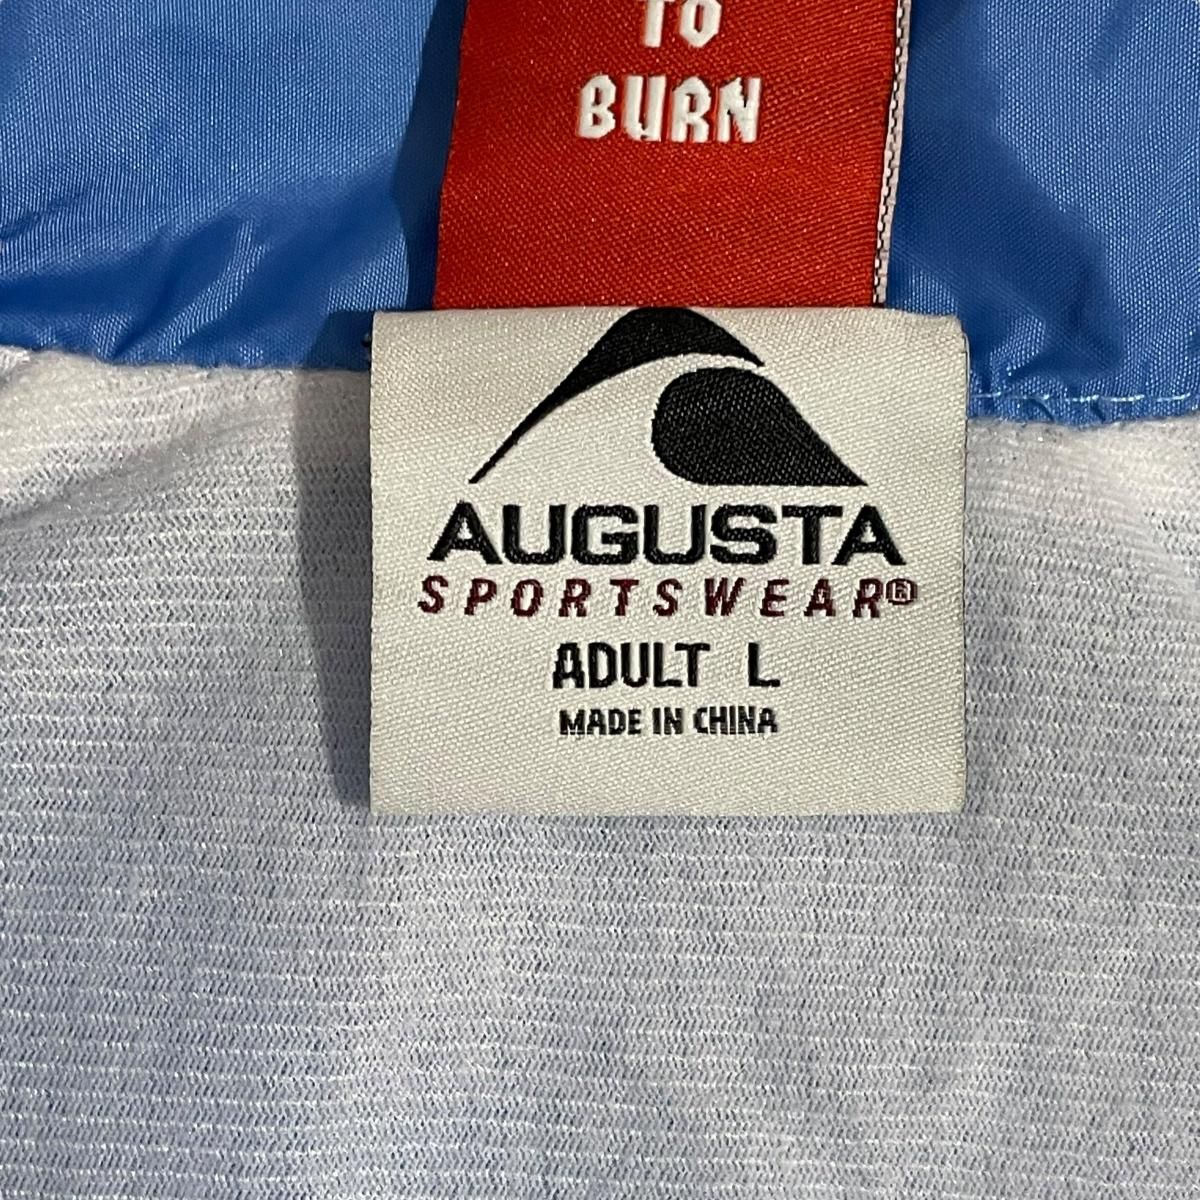 TO
BURN
AUGUSTA
SPORTSWEAR®
ADULT L
MADE IN CHINA